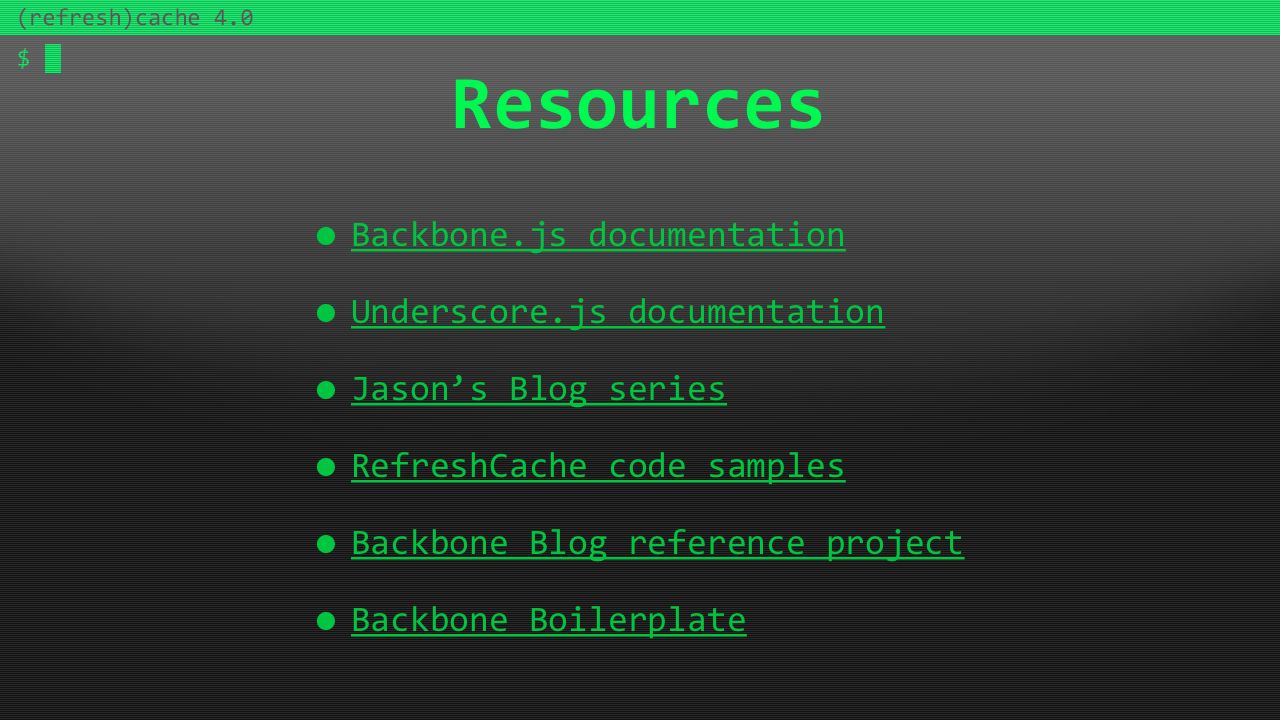 (refresh)cache 4.0
$
Resources
● Backbone.js documentation
● Underscore.js documentation
● Jason’s Blog series
● RefreshCache code samples
● Backbone Blog reference project
● Backbone Boilerplate